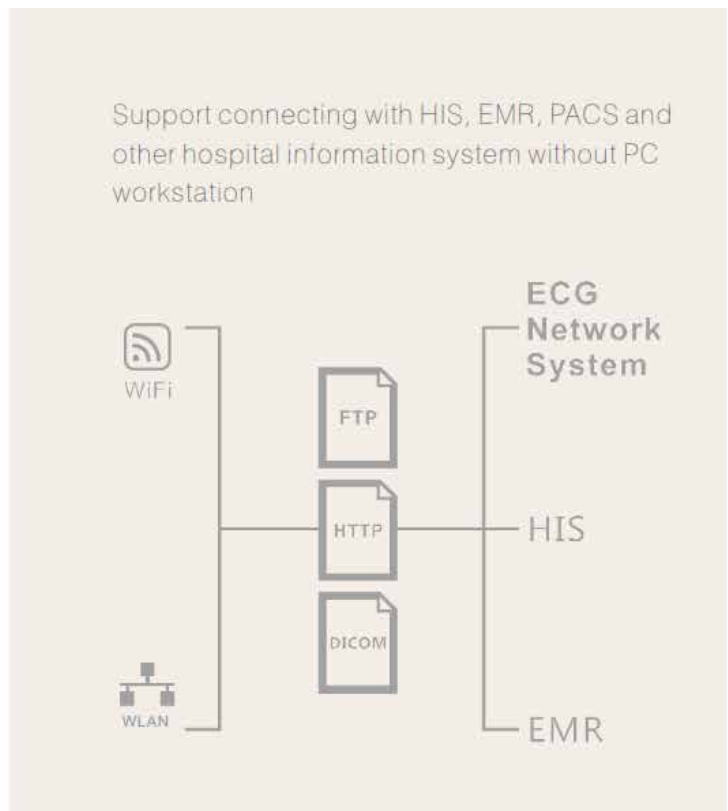 Support connecting with HIS, EMR, PACS and
other hospital information system without PC
workstation
WiFi
WLAN
FTP
HTTP
DICOM
ECG
Network
System
HIS
EMR